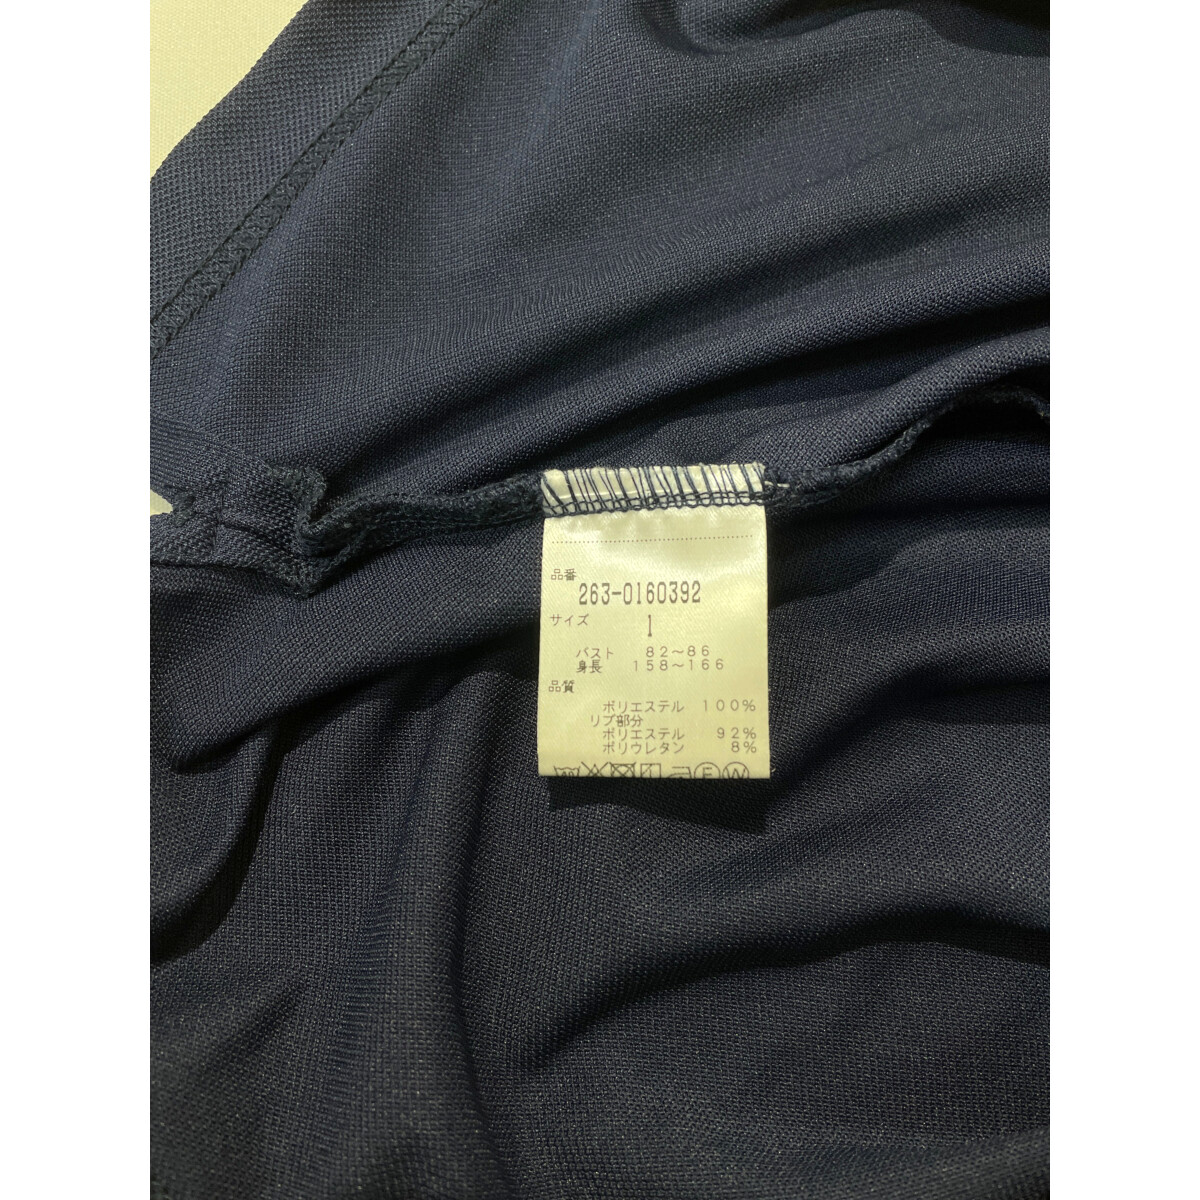 品番
263-0160392
サイズ
1
バスト 82～86
身長 158～166
品質
ポリエステル 100%
リブ部分
ポリエステル 92%
ポリウレタン 8%
F W